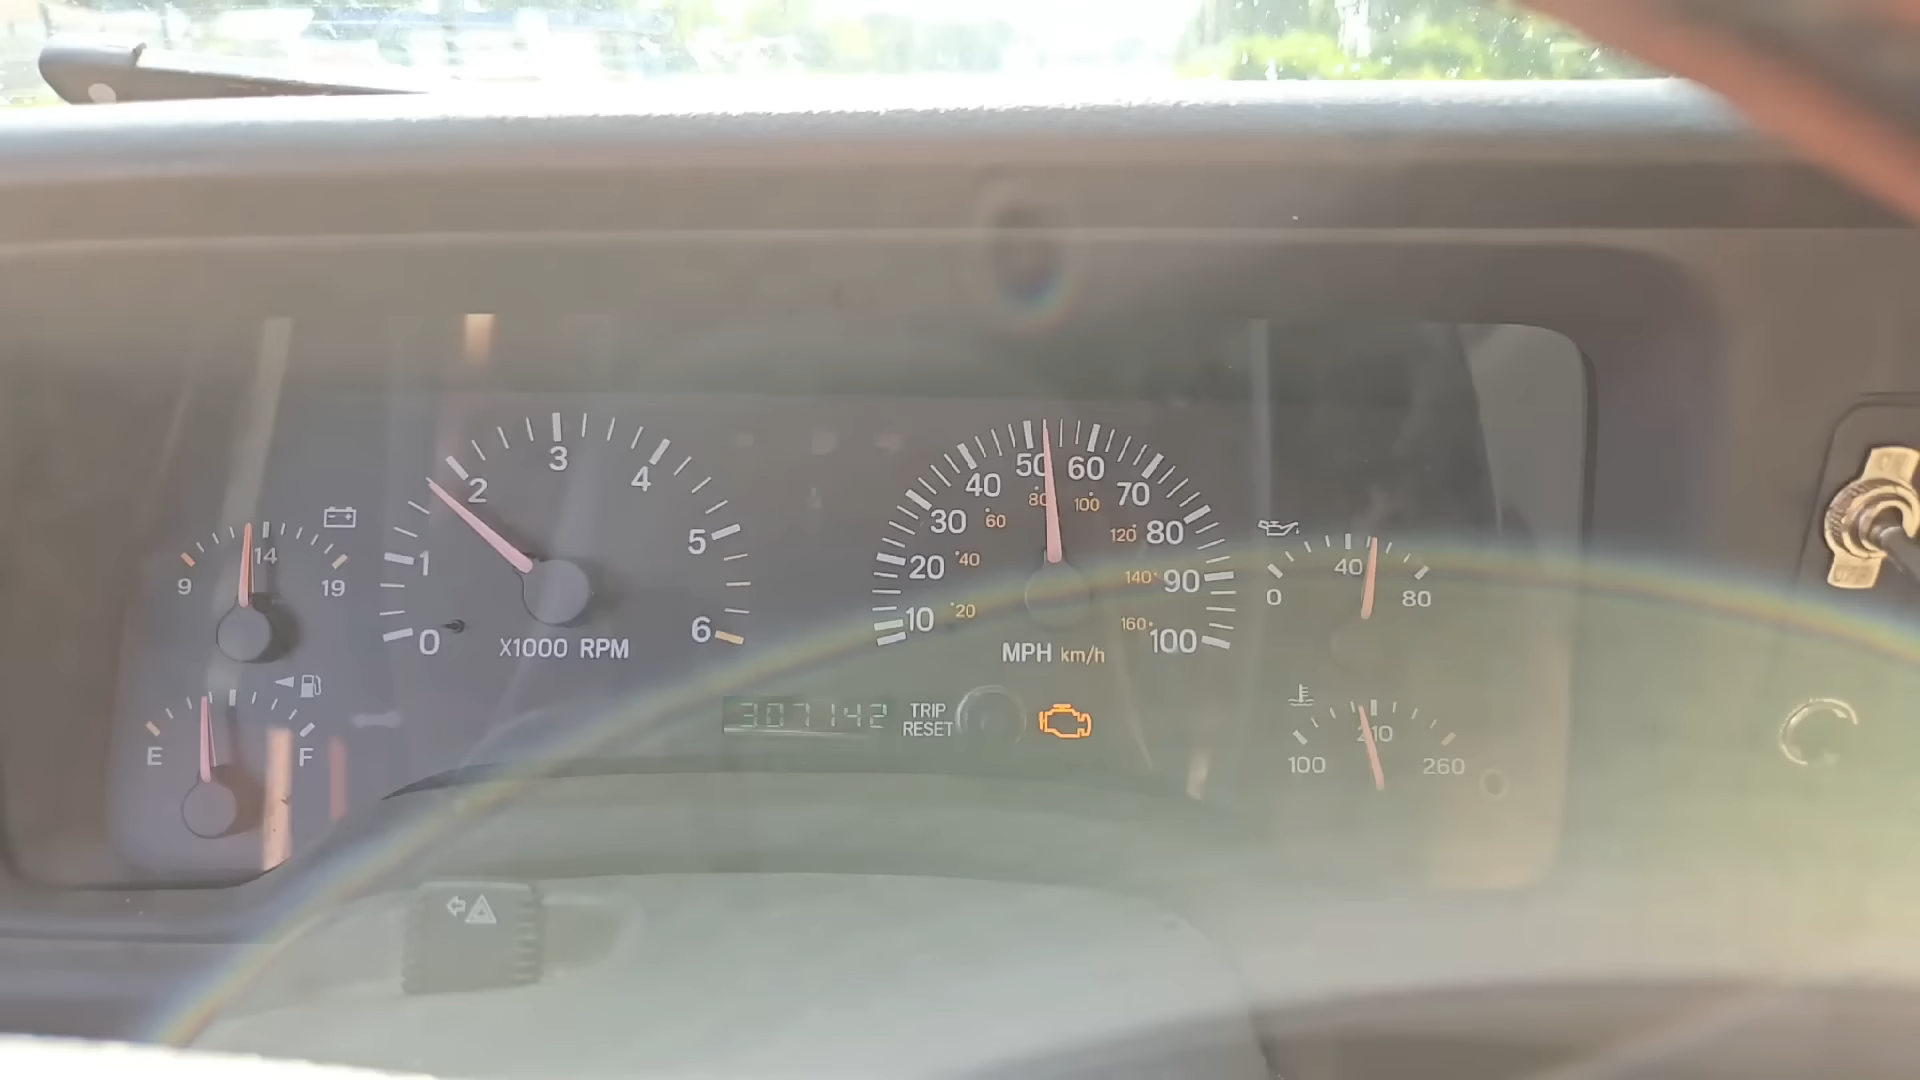 9 14 19
E F
0 1 2 3 4 5 6
X1000 RPM
10 20 30 40 50 60 70 80 90 100
20 40 60 80 100 120 140 160
MPH km/h
307142
TRIP
RESET
0 40 80
100 210 260